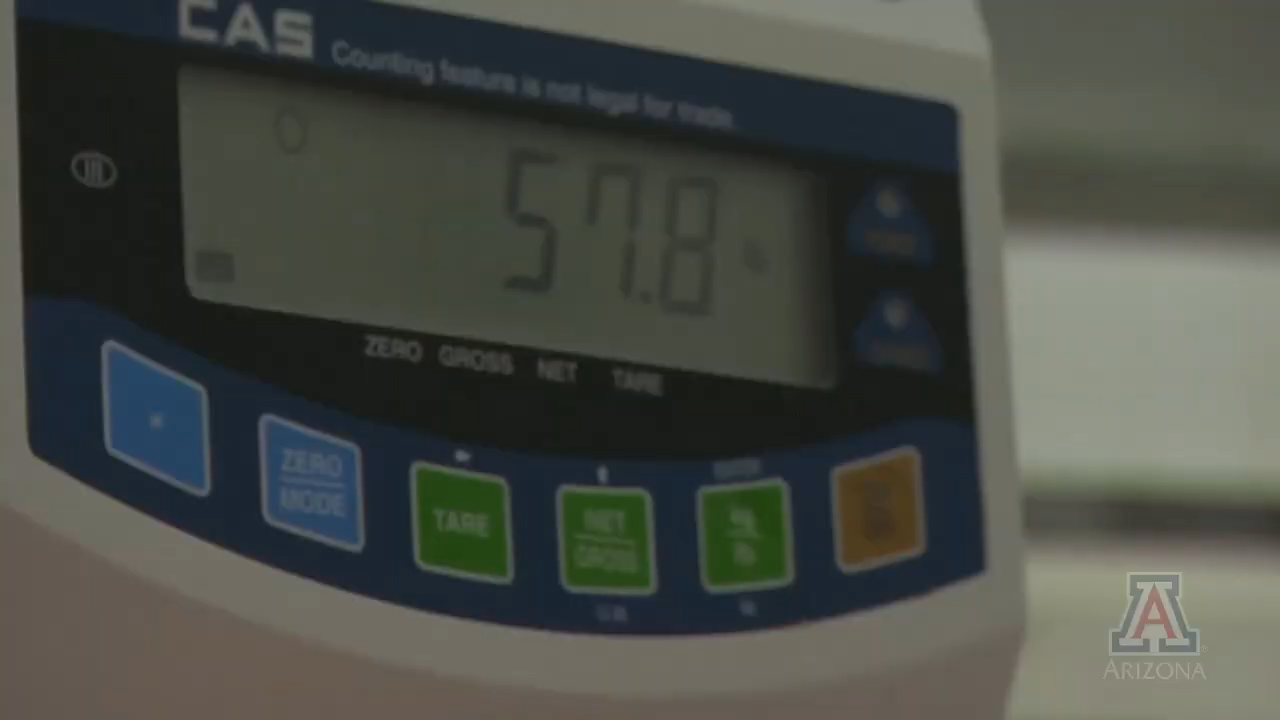 CAS
Counting feature is not legal for trade.
57.8
ZERO GROSS NET TARE
ZERO
MODE
TARE
NET
GROSS
kg
lb
A
ARIZONA